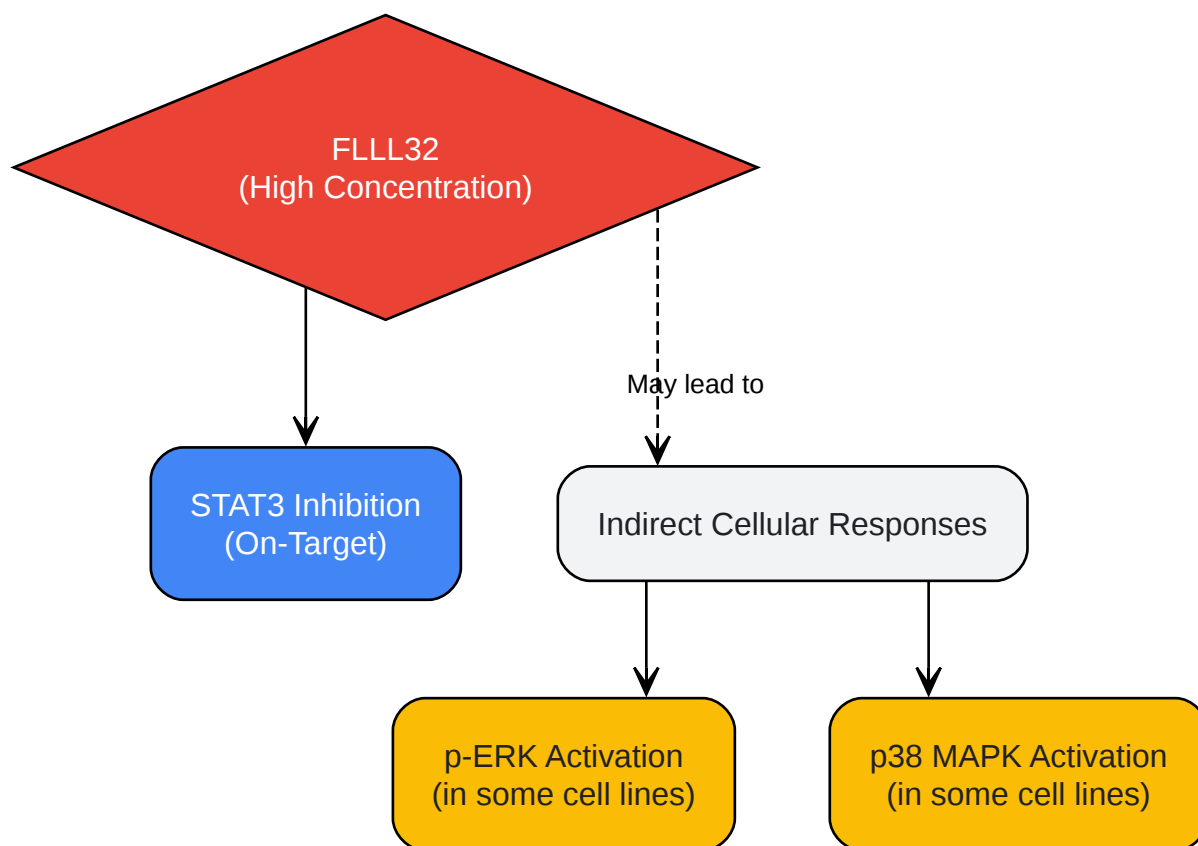 FLLL32
(High Concentration)
May lead to
STAT3 Inhibition
(On-Target)
Indirect Cellular Responses
p-ERK Activation
(in some cell lines)
p38 MAPK Activation
(in some cell lines)